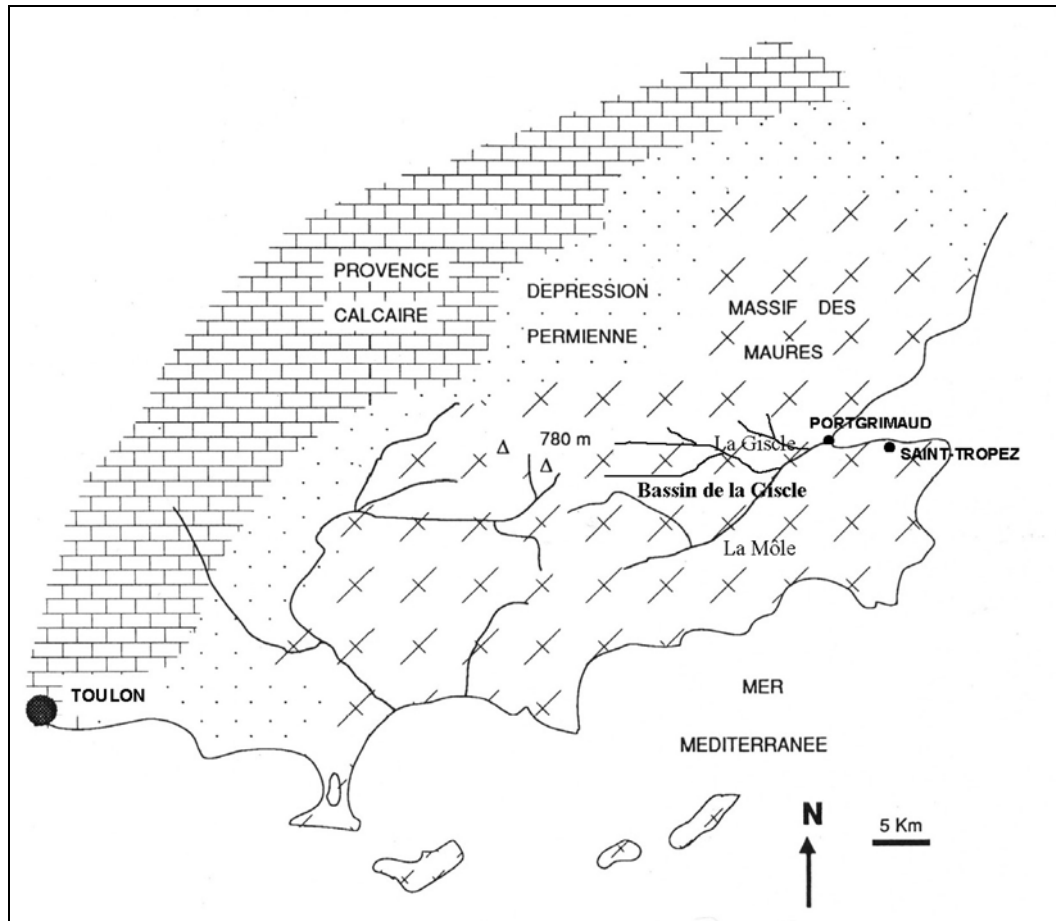 PROVENCE
CALCAIRE
DEPRESSION
PERMIENNE
MASSIF DES
MAURES
PORTGRIMAUD
780 m
La Giscle
SAINT-TROPEZ
Bassin de la Giscle
La Môle
TOULON
MER
MÉDITERRANEE
N
5 Km